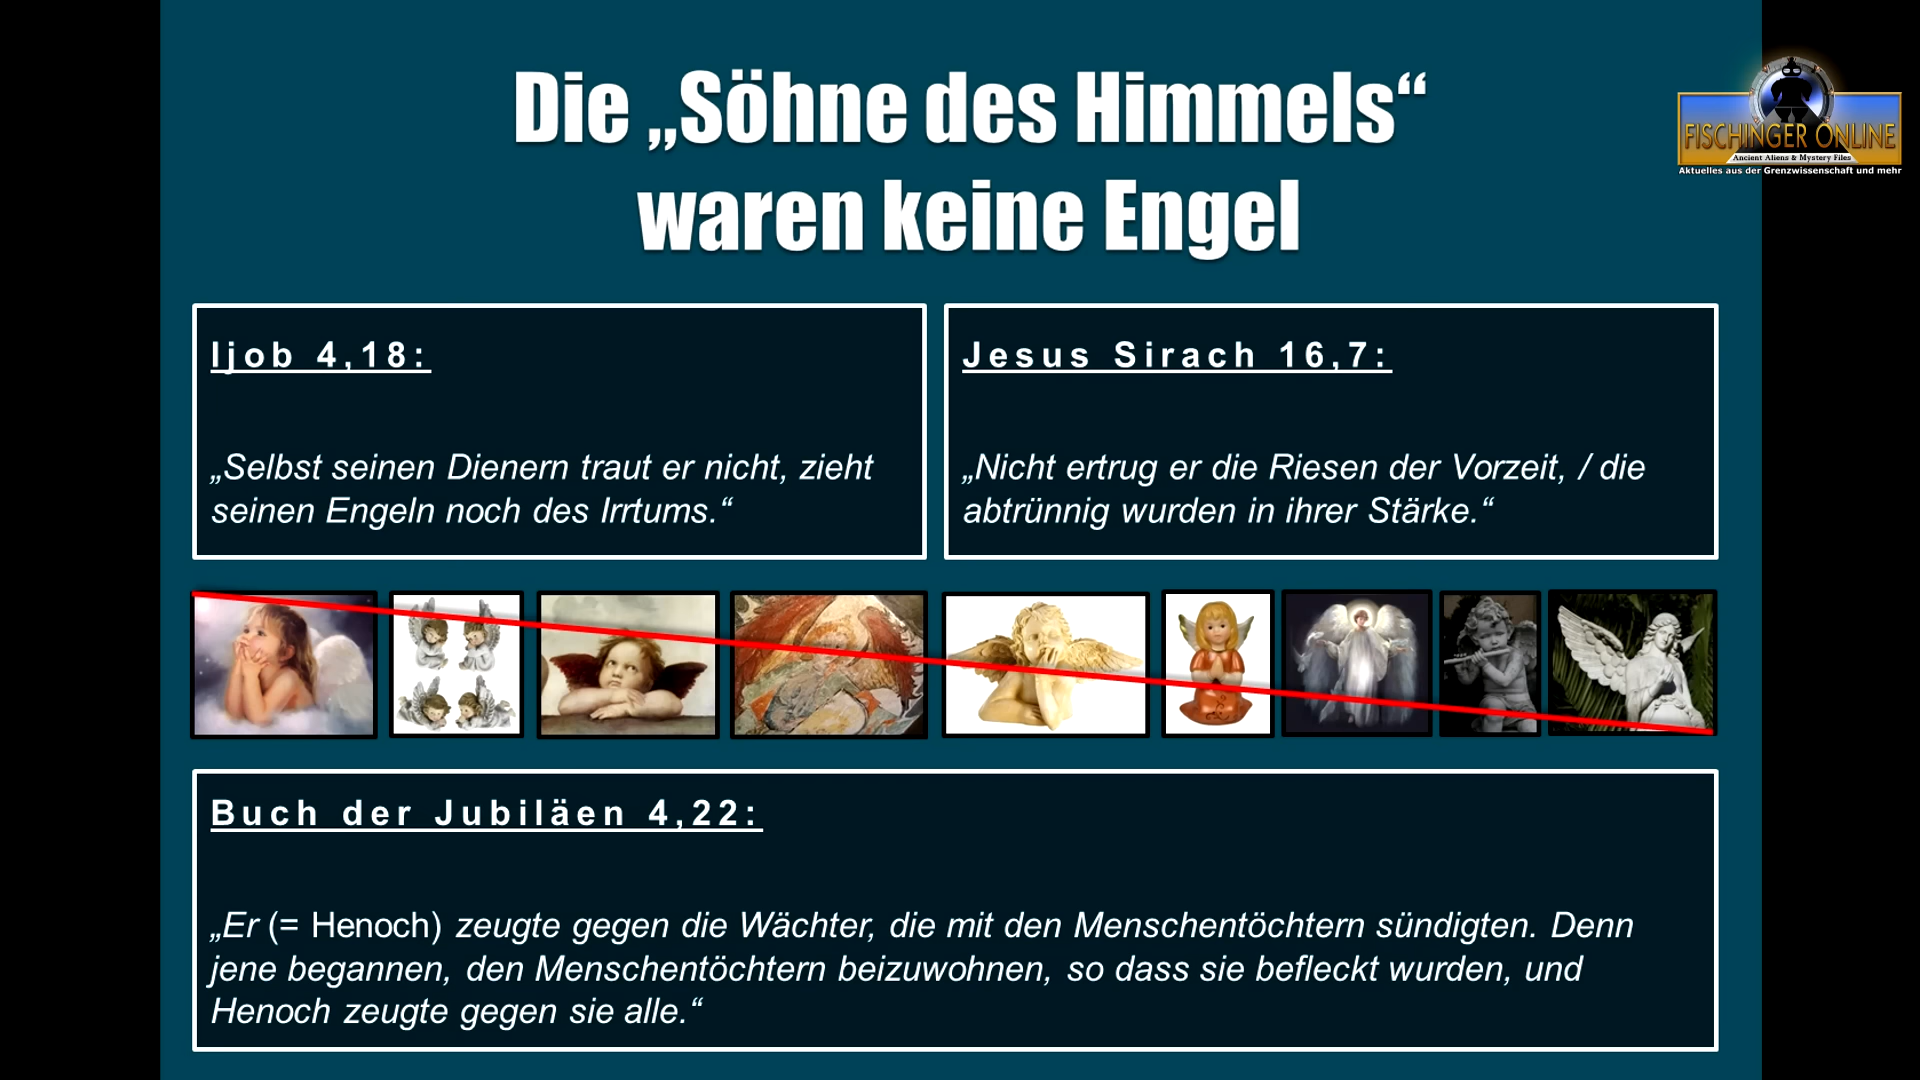 Die „Söhne des Himmels“
waren keine Engel
FISCHINGER ONLINE
Ancient Aliens & Mystery Files
Aktuelles aus der Grenzwissenschaft und mehr
Ijob 4,18:
„Selbst seinen Dienern traut er nicht, zieht
seinen Engeln noch des Irrtums.“
Jesus Sirach 16,7:
„Nicht ertrug er die Riesen der Vorzeit, / die
abtrünnig wurden in ihrer Stärke.“
Buch der Jubiläen 4,22:
„Er (= Henoch) zeugte gegen die Wächter, die mit den Menschentöchtern sündigten. Denn
jene begannen, den Menschentöchtern beizuwohnen, so dass sie befleckt wurden, und
Henoch zeugte gegen sie alle.“